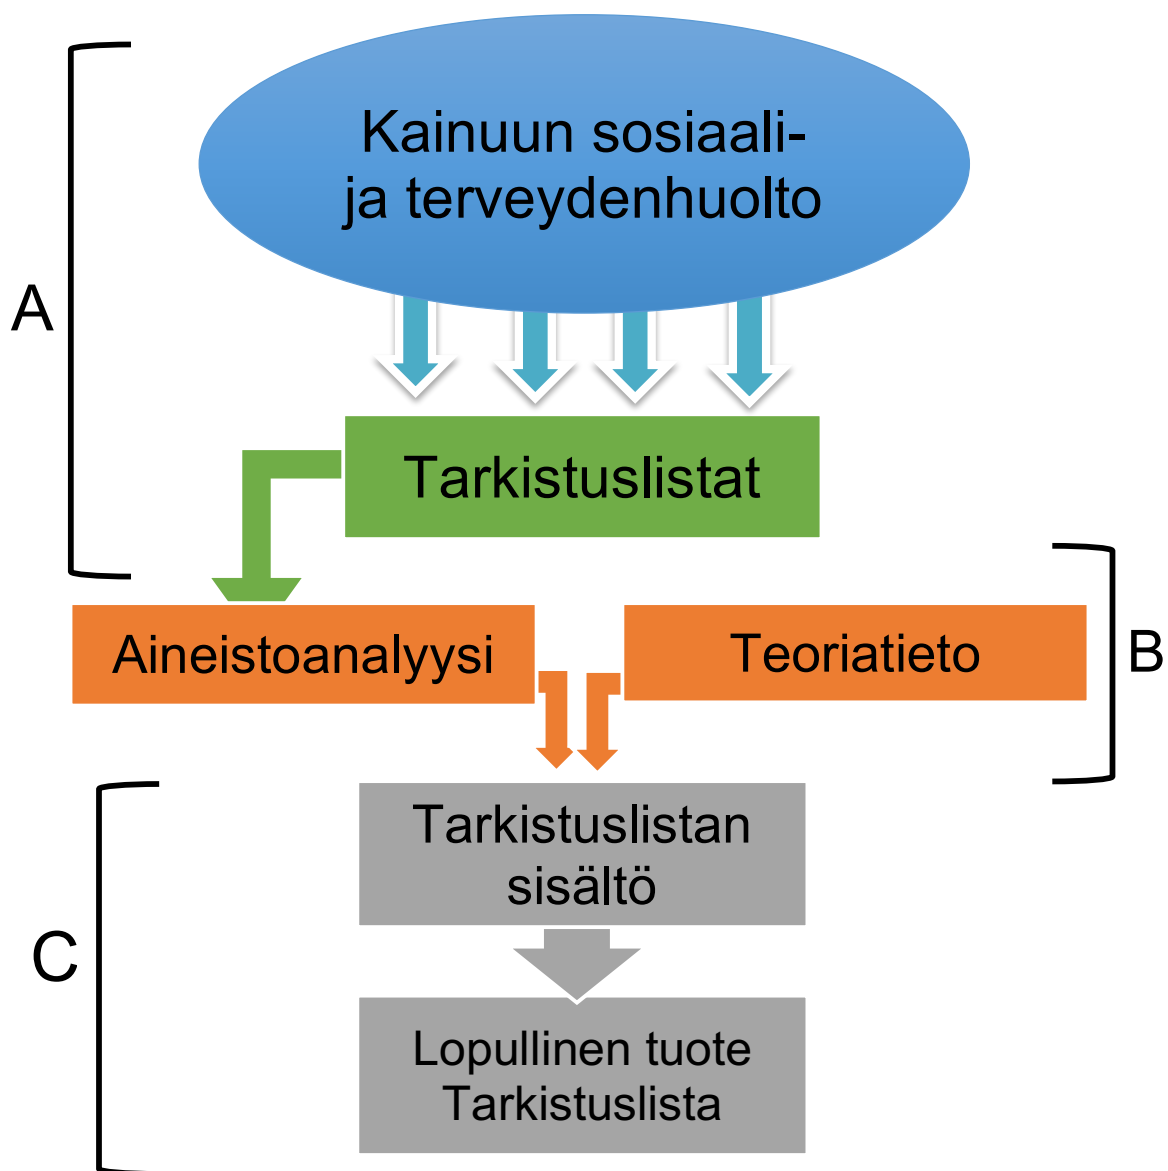 Kainuun sosiaali-
ja terveydenhuolto
A
Tarkistuslistat
Aineistoanalyysi
Teoriatieto
B
Tarkistuslistan
sisältö
C
Lopullinen tuote
Tarkistuslista